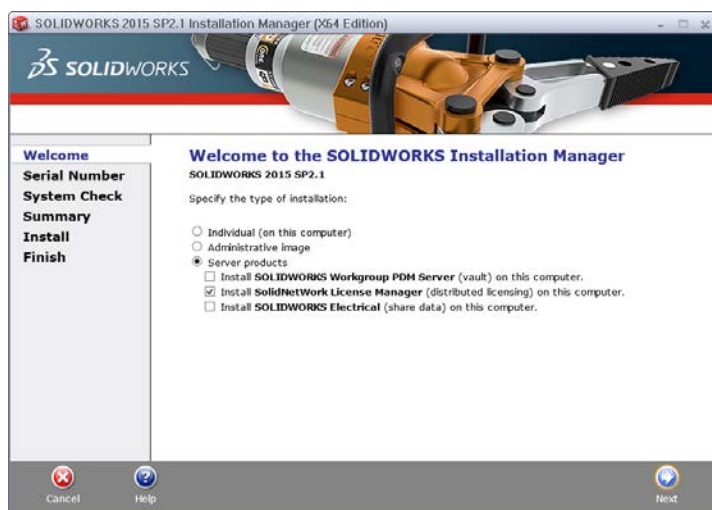 SOLIDWORKS 2015 SP2.1 Installation Manager (X64 Edition)
SOLIDWORKS
Welcome
Serial Number
System Check
Summary
Install
Finish
Welcome to the SOLIDWORKS Installation Manager
SOLIDWORKS 2015 SP2.1
Specify the type of installation:
Individual (on this computer)
Administrative image
Server products
Install SOLIDWORKS Workgroup PDM Server (vault) on this computer.
Install SolidNetWork License Manager (distributed licensing) on this computer.
Install SOLIDWORKS Electrical (share data) on this computer.
Cancel
Help
Next